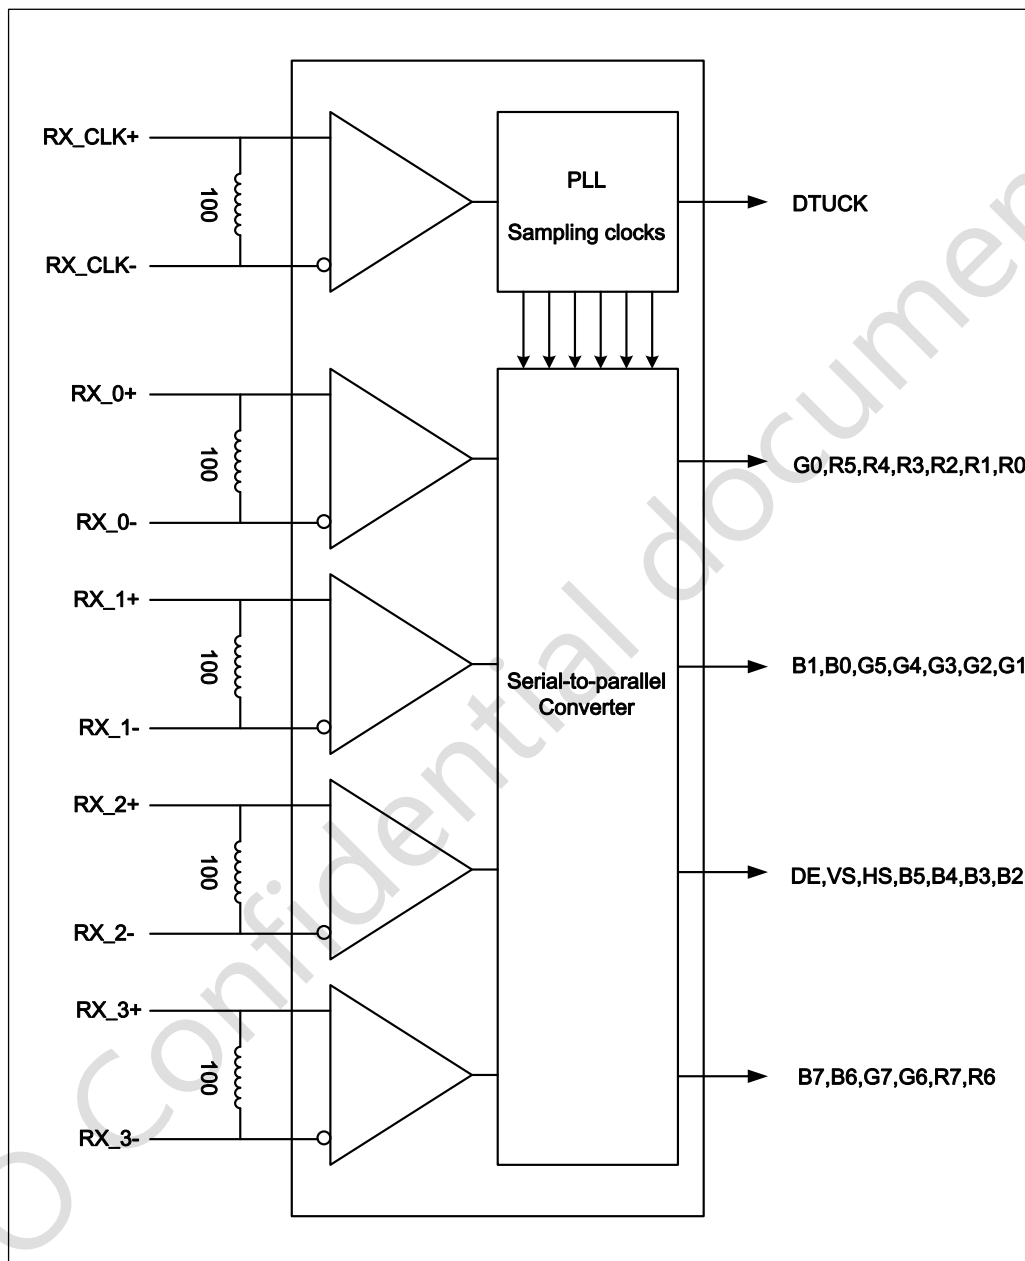 RX_CLK+
100
RX_CLK-
PLL
Sampling clocks
DTUCK
RX_0+
100
RX_0-
G0,R5,R4,R3,R2,R1,R0
RX_1+
100
RX_1-
Serial-to-parallel
Converter
B1,B0,G5,G4,G3,G2,G1
RX_2+
100
RX_2-
DE,VS,HS,B5,B4,B3,B2
RX_3+
100
RX_3-
B7,B6,G7,G6,R7,R6
O Confidential documen